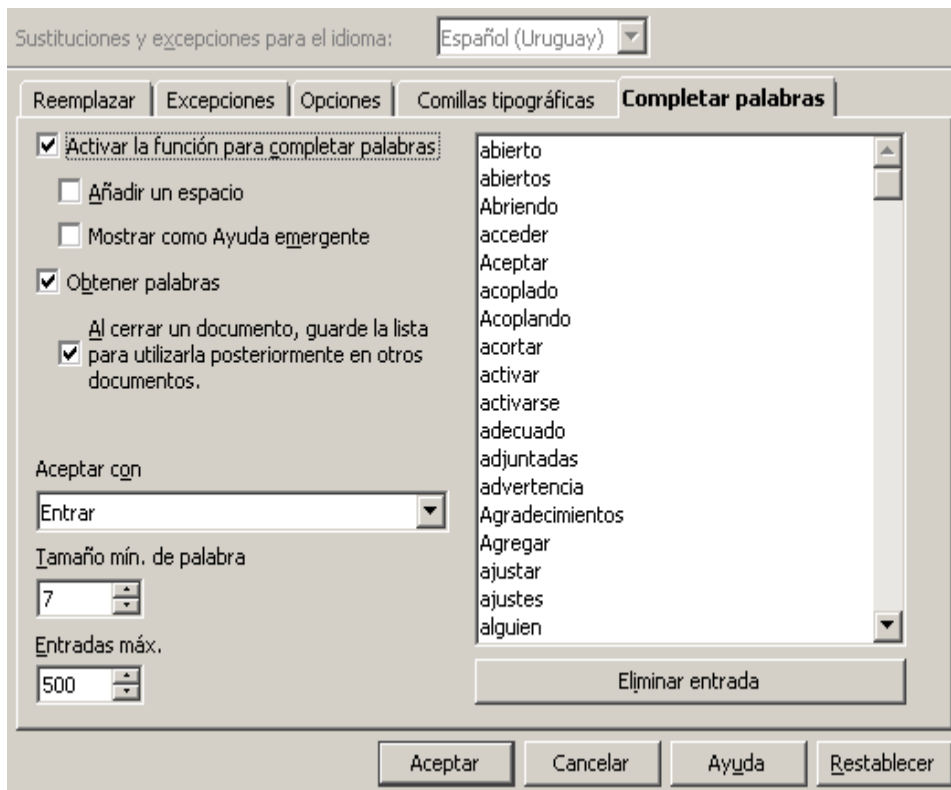 Sustituciones y excepciones para el idioma: Español (Uruguay)
Reemplazar Excepciones Opciones Comillas tipográficas Completar palabras
Activar la función para completar palabras
Añadir un espacio
Mostrar como Ayuda emergente
Obtener palabras
Al cerrar un documento, guarde la lista
para utilizarla posteriormente en otros
documentos.
Aceptar con
Entrar
Tamaño mín. de palabra
7
Entradas máx.
500
abierto
abiertos
Abriendo
acceder
Aceptar
acoplado
Acoplando
acortar
activar
activarse
adecuado
adjuntadas
advertencia
Agradecimientos
Agregar
ajustar
ajustes
alguien
Eliminar entrada
Aceptar Cancelar Ayuda Restablecer